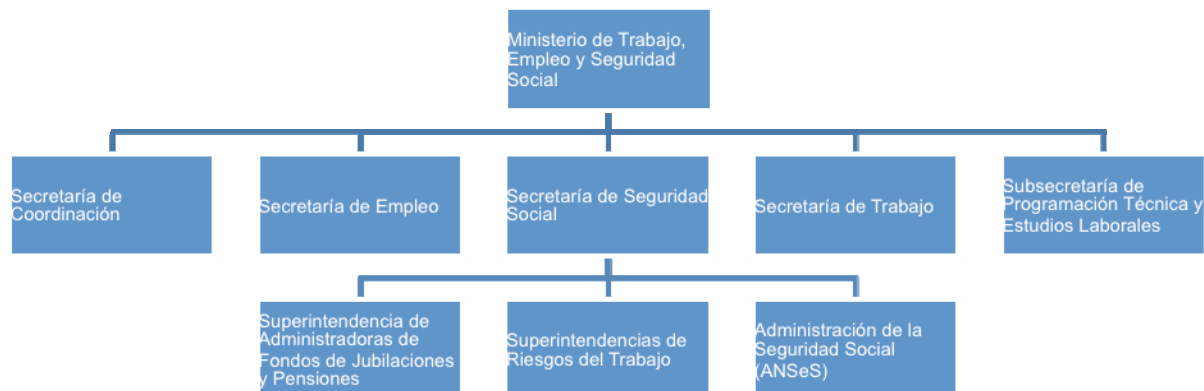 Ministerio de Trabajo,
Empleo y Seguridad
Social
Secretaría de
Coordinación
Secretaría de Empleo
Secretaría de Seguridad
Social
Secretaría de Trabajo
Subsecretaría de
Programación Técnica y
Estudios Laborales
Superintendencia de
Administradoras de
Fondos de Jubilaciones
y Pensiones
Superintendencias de
Riesgos del Trabajo
Administración de la
Seguridad Social
(ANSeS)